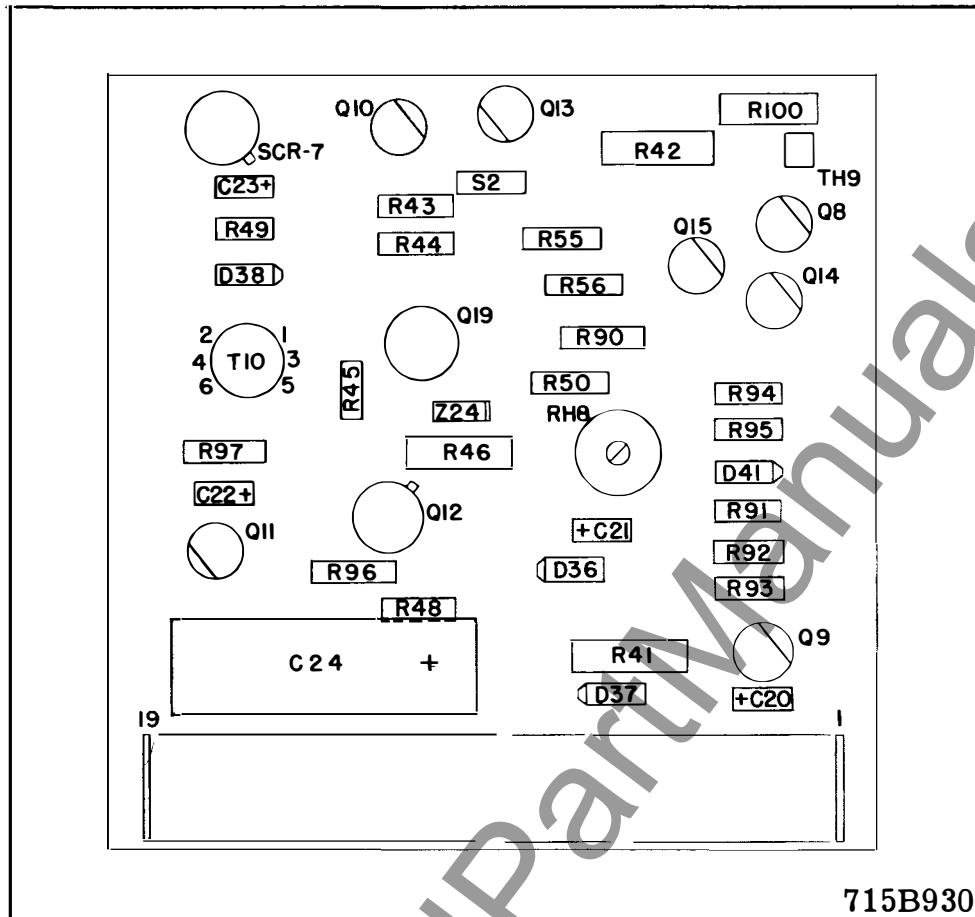 Q10
Q13
R100
SCR-7
R42
C23+
S2
TH9
R43
R49
R44
R55
Q15
Q8
D38
R56
Q14
Q19
2 1
R90
4 T10 3
6 5
R45
R50
R94
Z24
RH8
R95
R97
R46
D41
C22+
Q12
R91
Q11
+C21
R92
R96
D36
R93
R48
C24 +
R41
Q9
D37
+C20
19
1
lPartManuals
715B930